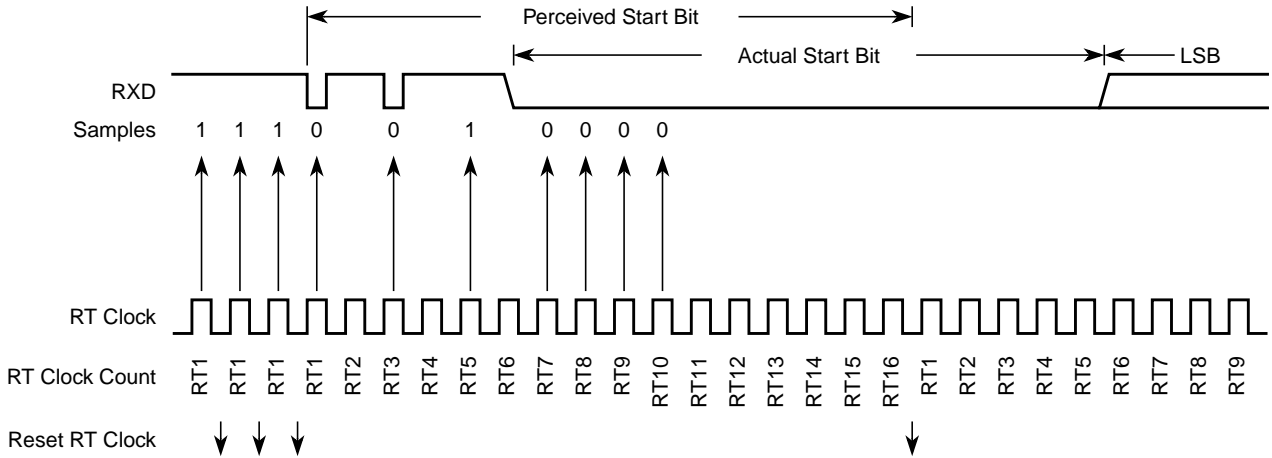 Perceived Start Bit
Actual Start Bit
LSB
RXD
Samples 1 1 1 0 0 1 0 0 0 0
RT Clock
RT Clock Count RT1 RT1 RT1 RT1 RT2 RT3 RT4 RT5 RT6 RT7 RT8 RT9 RT10 RT11 RT12 RT13 RT14 RT15 RT16 RT1 RT2 RT3 RT4 RT5 RT6 RT7 RT8 RT9
Reset RT Clock